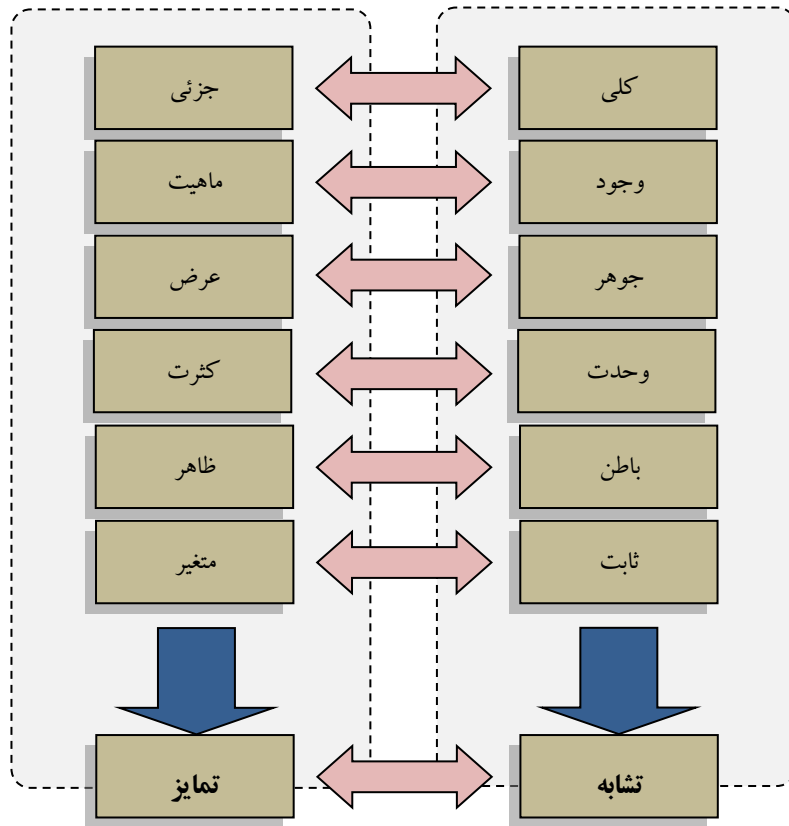 کلی
جزئی
وجود
ماهیت
جوهر
عرض
وحدت
کثرت
باطن
ظاهر
ثابت
متغیر
تشابه
تمایز